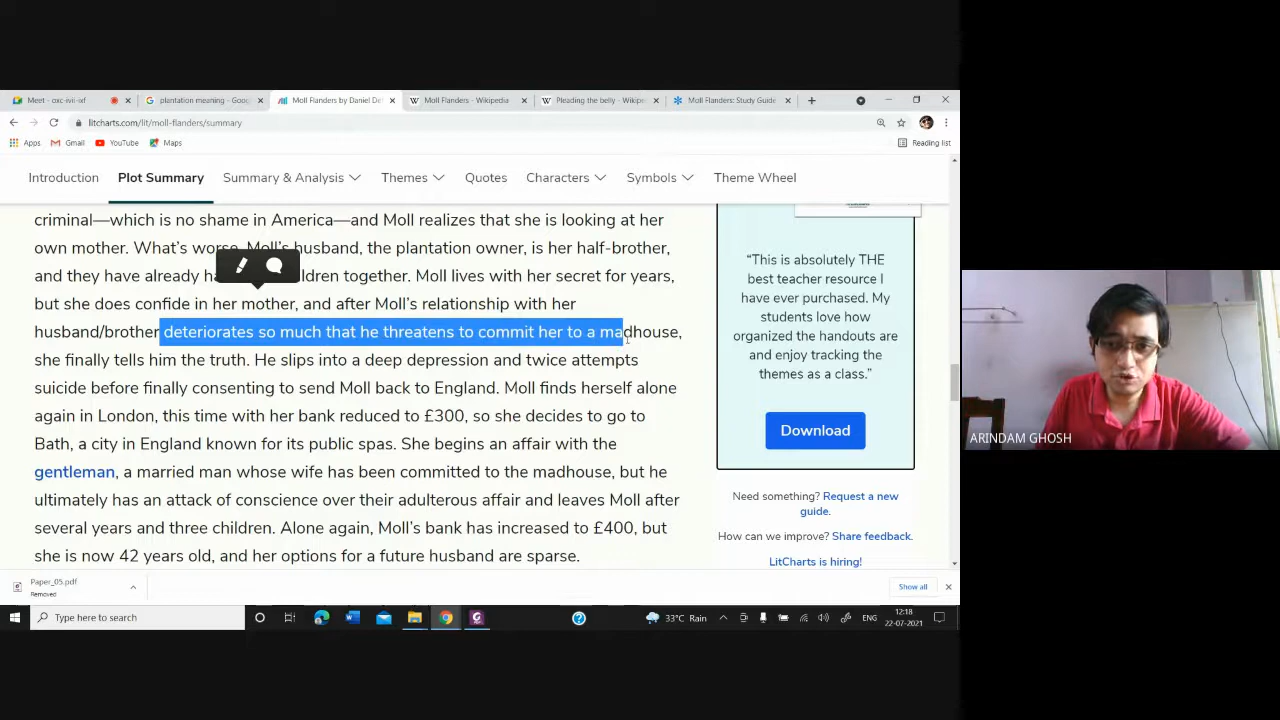 Meet - oxc-ivii-ixf
plantation meaning - Goog
Moll Flanders by Daniel De
Moll Flanders - Wikipedia
Pleading the belly - Wikipe
Moll Flanders: Study Guide
litcharts.com/lit/moll-flanders/summary
Apps Gmail YouTube Maps Reading list
Introduction Plot Summary Summary & Analysis Themes Quotes Characters Symbols Theme Wheel
criminal—which is no shame in America—and Moll realizes that she is looking at her
own mother. What's worse, Moll's husband, the plantation owner, is her half-brother,
and they have already ha ldren together. Moll lives with her secret for years,
but she does confide in her mother, and after Moll's relationship with her
husband/brother deteriorates so much that he threatens to commit her to a madhouse,
she finally tells him the truth. He slips into a deep depression and twice attempts
suicide before finally consenting to send Moll back to England. Moll finds herself alone
again in London, this time with her bank reduced to £300, so she decides to go to
Bath, a city in England known for its public spas. She begins an affair with the
gentleman, a married man whose wife has been committed to the madhouse, but he
ultimately has an attack of conscience over their adulterous affair and leaves Moll after
several years and three children. Alone again, Moll's bank has increased to £400, but
she is now 42 years old, and her options for a future husband are sparse.
“This is absolutely THE
best teacher resource I
have ever purchased. My
students love how
organized the handouts are
and enjoy tracking the
themes as a class.”
Download
Need something? Request a new
guide.
How can we improve? Share feedback.
LitCharts is hiring!
ARINDAM GHOSH
Paper_05.pdf
Removed
Show all
Type here to search
33°C Rain
ENG
12:18
22-07-2021